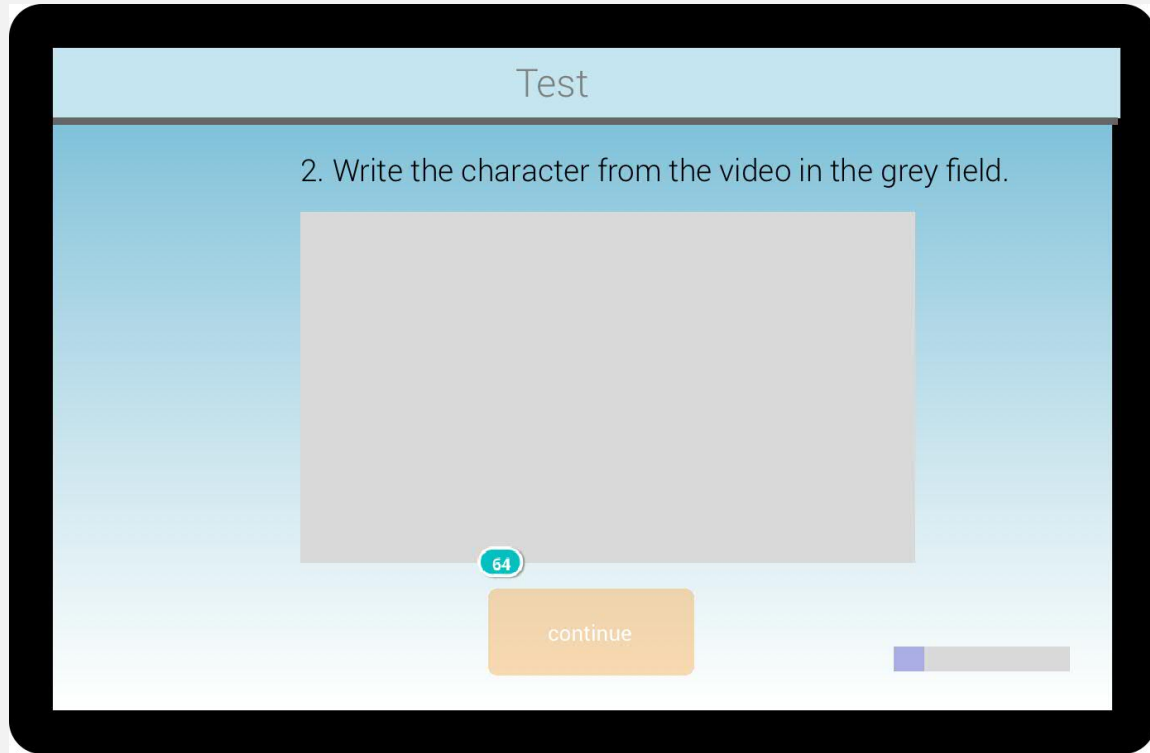 Test
2. Write the character from the video in the grey field.
64
continue